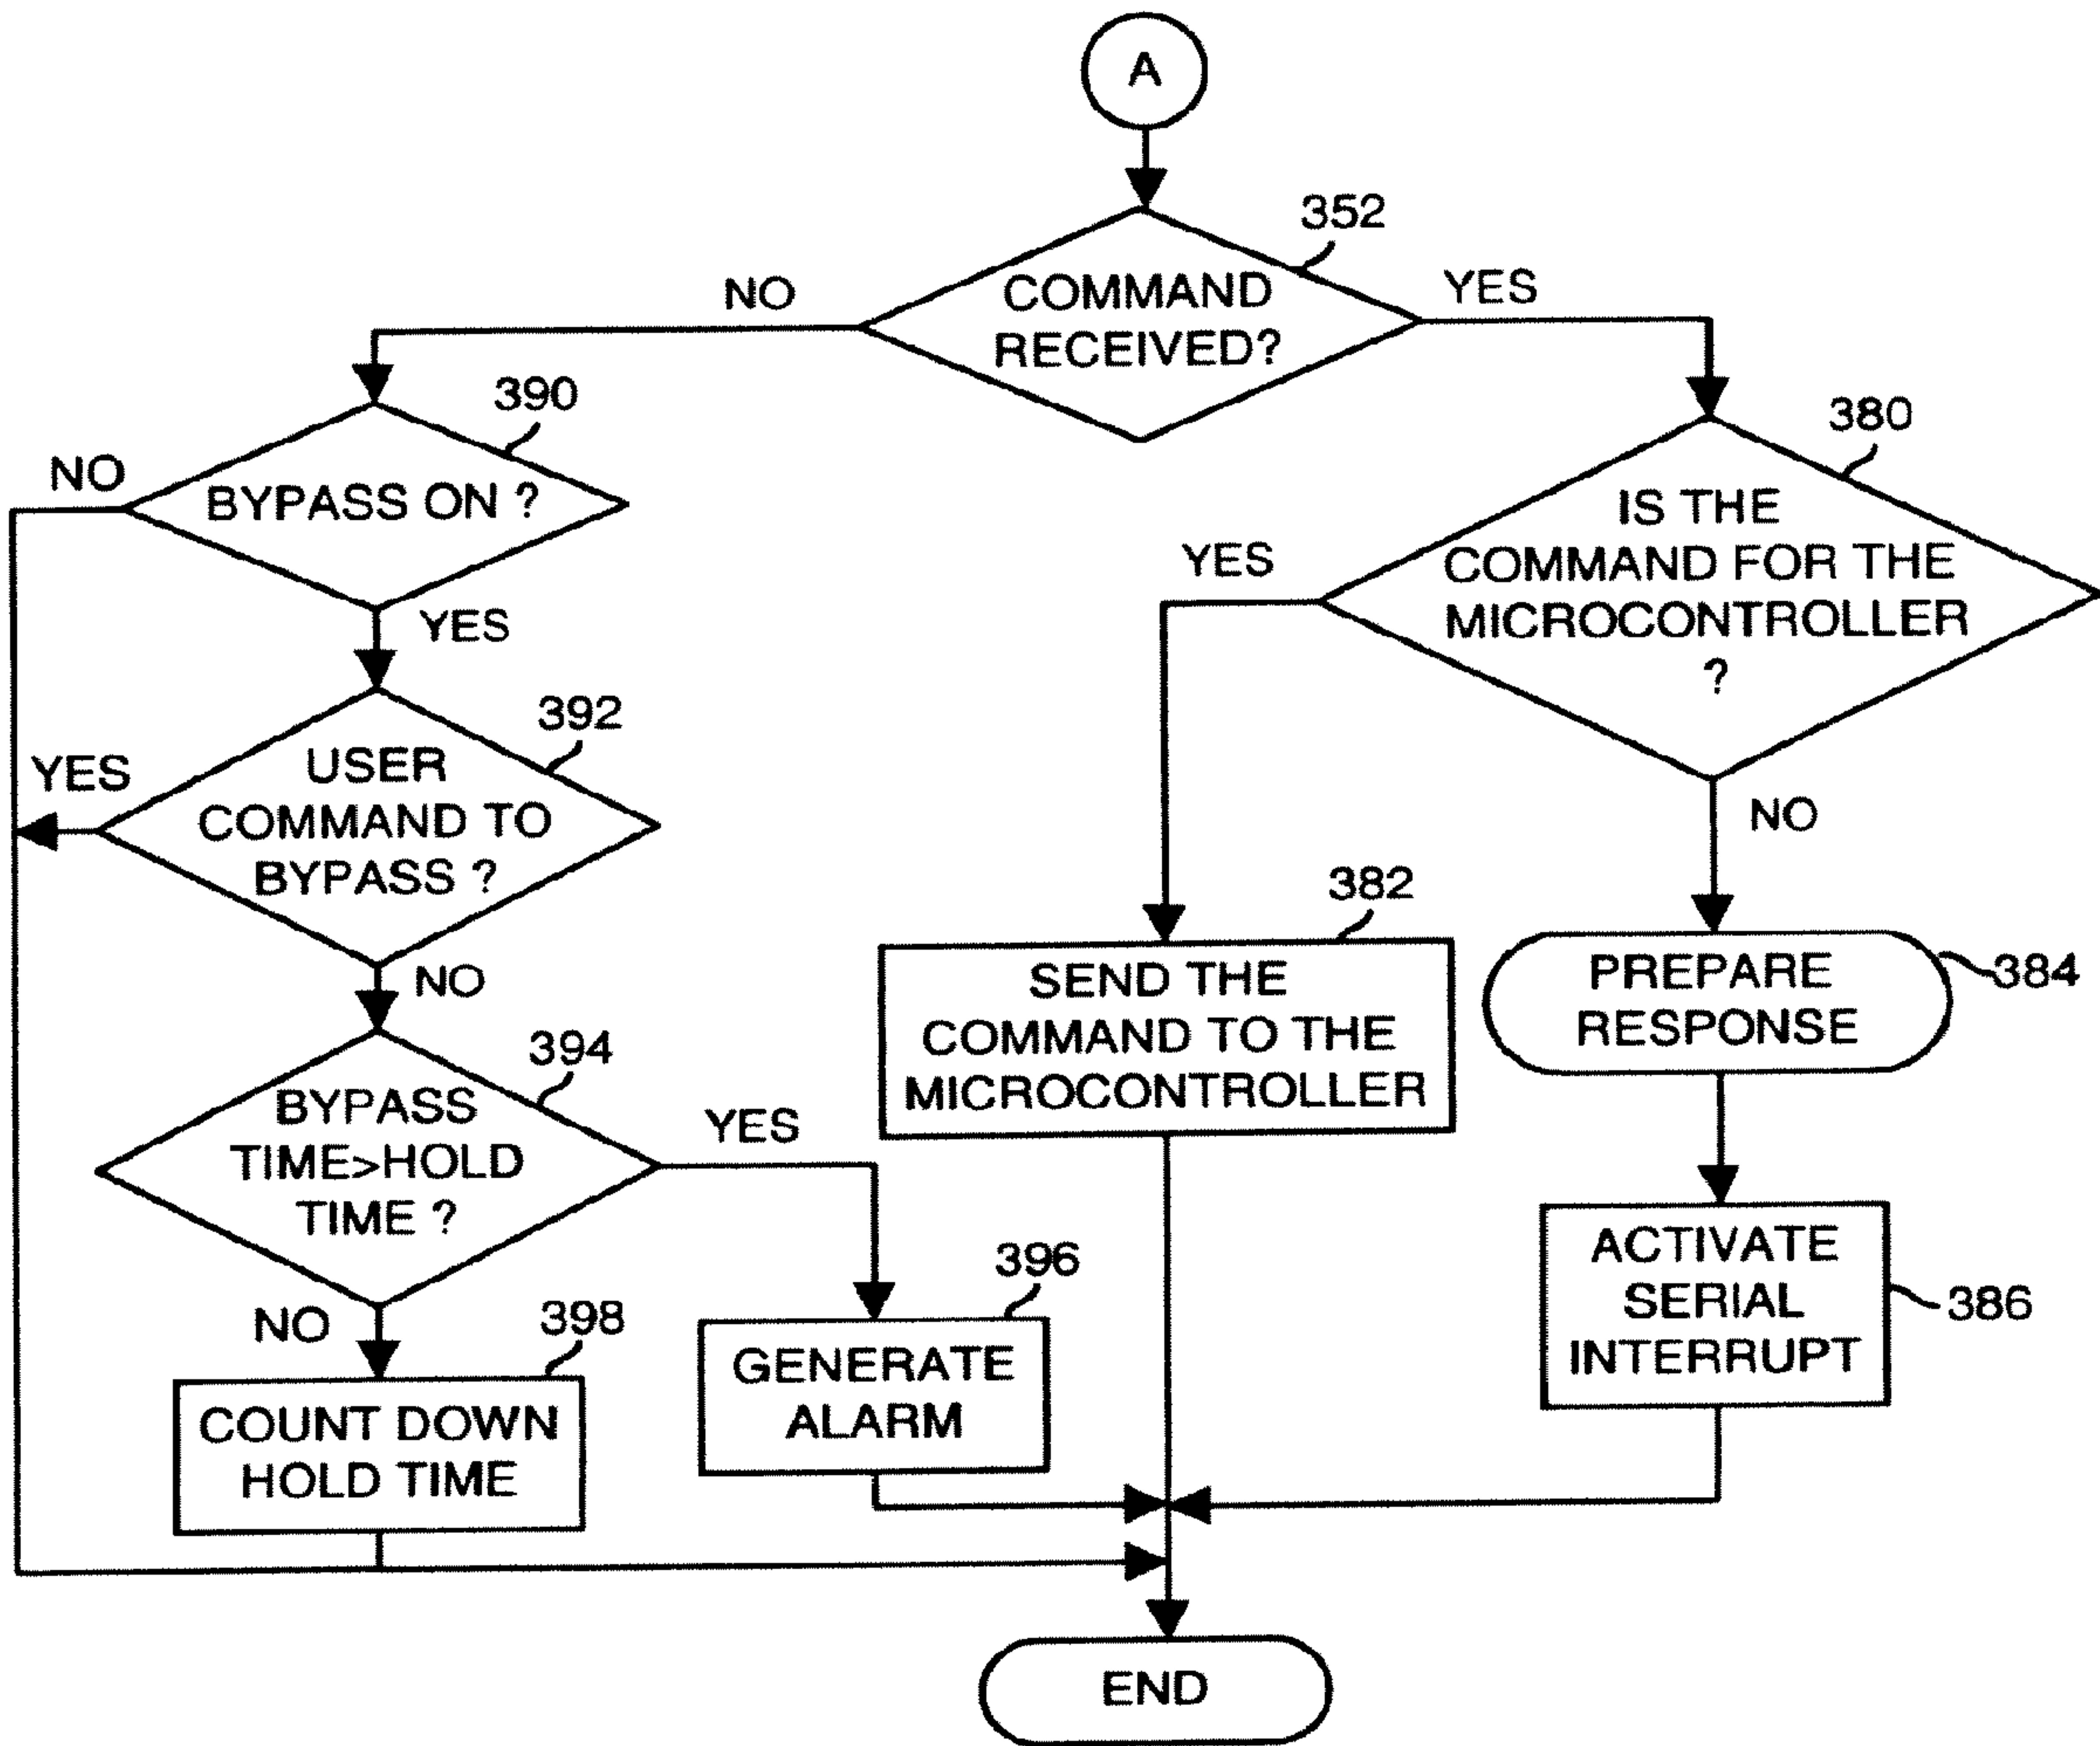 A
352
COMMAND
RECEIVED?
NO
YES
390
BYPASS ON ?
NO
YES
380
IS THE
COMMAND FOR THE
MICROCONTROLLER
?
YES
NO
392
USER
COMMAND TO
BYPASS ?
YES
NO
382
SEND THE
COMMAND TO THE
MICROCONTROLLER
PREPARE
RESPONSE
384
394
BYPASS
TIME>HOLD
TIME ?
YES
NO
396
GENERATE
ALARM
ACTIVATE
SERIAL
INTERRUPT
386
398
COUNT DOWN
HOLD TIME
END